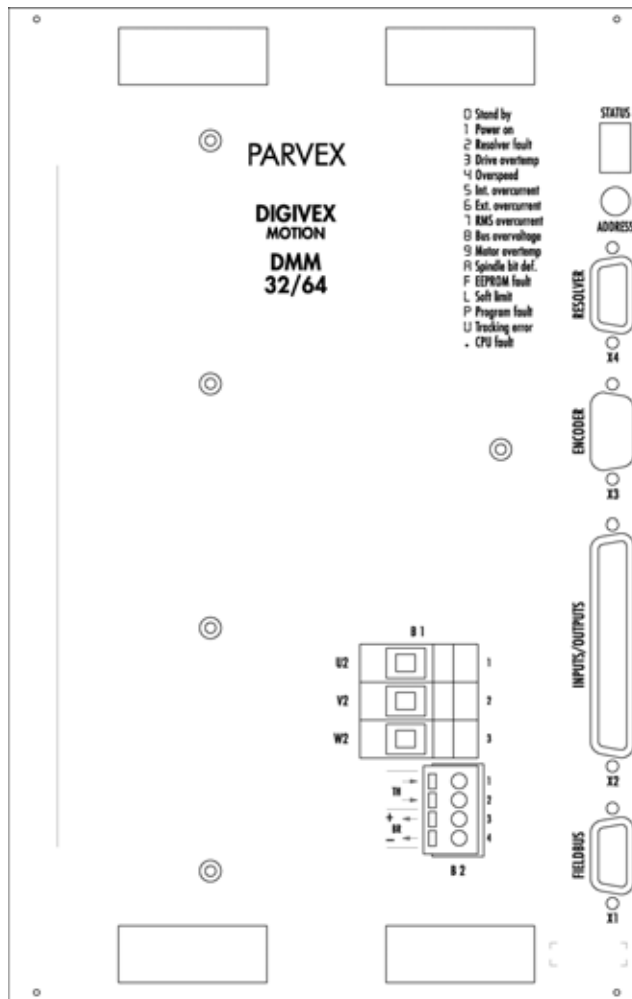 PARVEX
DIGIVEX
MOTION
DMM
32/64
0 Stand by
1 Power on
2 Resolver fault
3 Drive overtemp
4 Overspeed
5 Int. overcurrent
6 Ext. overcurrent
7 RMS overcurrent
8 Bus overvoltage
9 Motor overtemp
A Spindle bit def.
F EEPROM fault
L Soft limit
P Program fault
U Tracking error
. CPU fault
STATUS
ADDRESS
RESOLVER
X4
ENCODER
X3
INPUTS/OUTPUTS
X2
FIELDBUS
X1
B 1
U2 1
V2 2
W2 3
TH 1
2
+ 3
BR
- 4
B 2